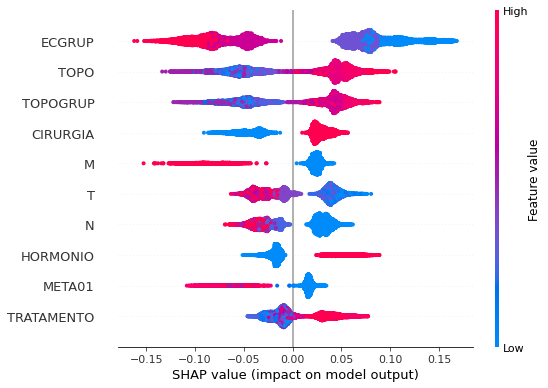 High
ECGRUP
TOPO
TOPOGRUP
CIRURGIA
M
T
N
HORMONIO
META01
TRATAMENTO
Feature value
Low
−0.15 −0.10 −0.05 0.00 0.05 0.10 0.15
SHAP value (impact on model output)